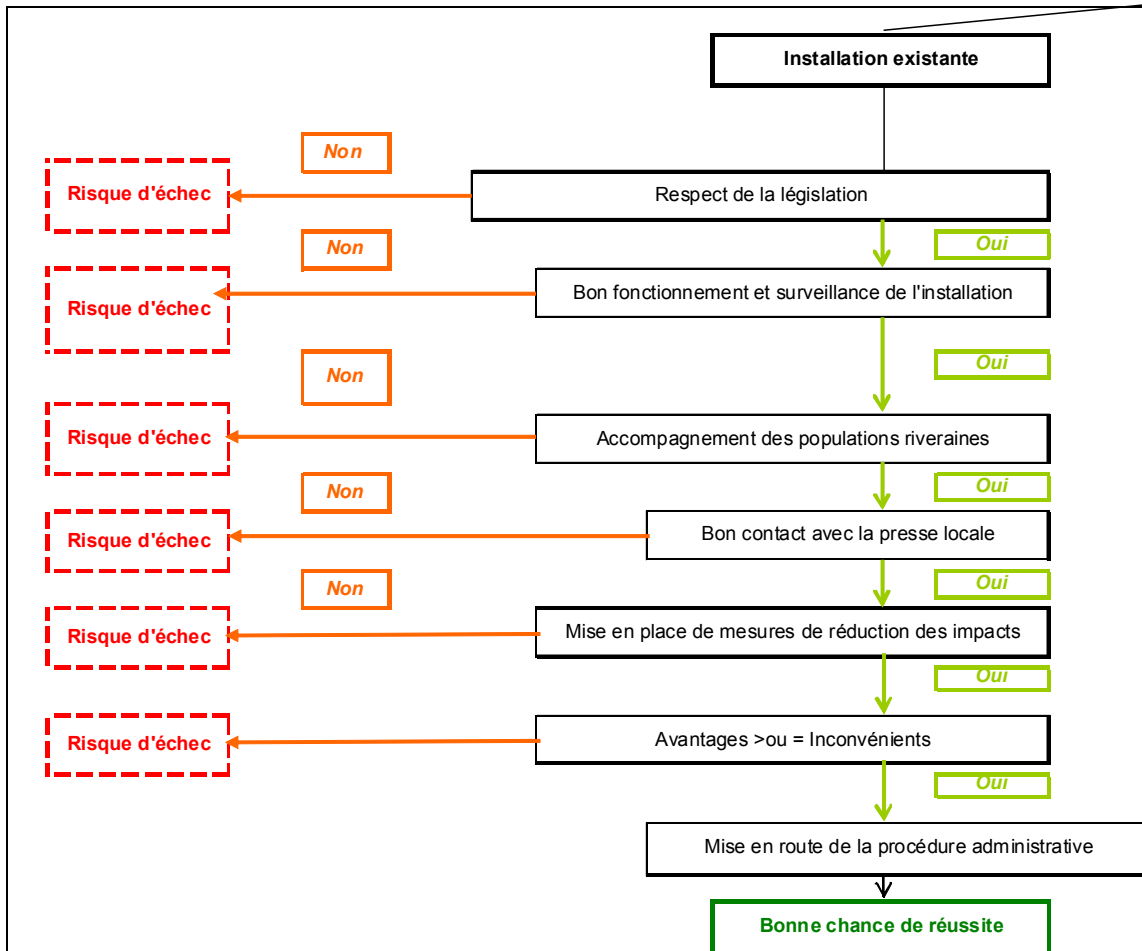 Installation existante
Non
Risque d'échec
Respect de la législation
Oui
Non
Risque d'échec
Bon fonctionnement et surveillance de l'installation
Oui
Non
Risque d'échec
Accompagnement des populations riveraines
Oui
Non
Risque d'échec
Bon contact avec la presse locale
Oui
Non
Risque d'échec
Mise en place de mesures de réduction des impacts
Oui
Risque d'échec
Avantages >ou = Inconvénients
Oui
Mise en route de la procédure administrative
Bonne chance de réussite